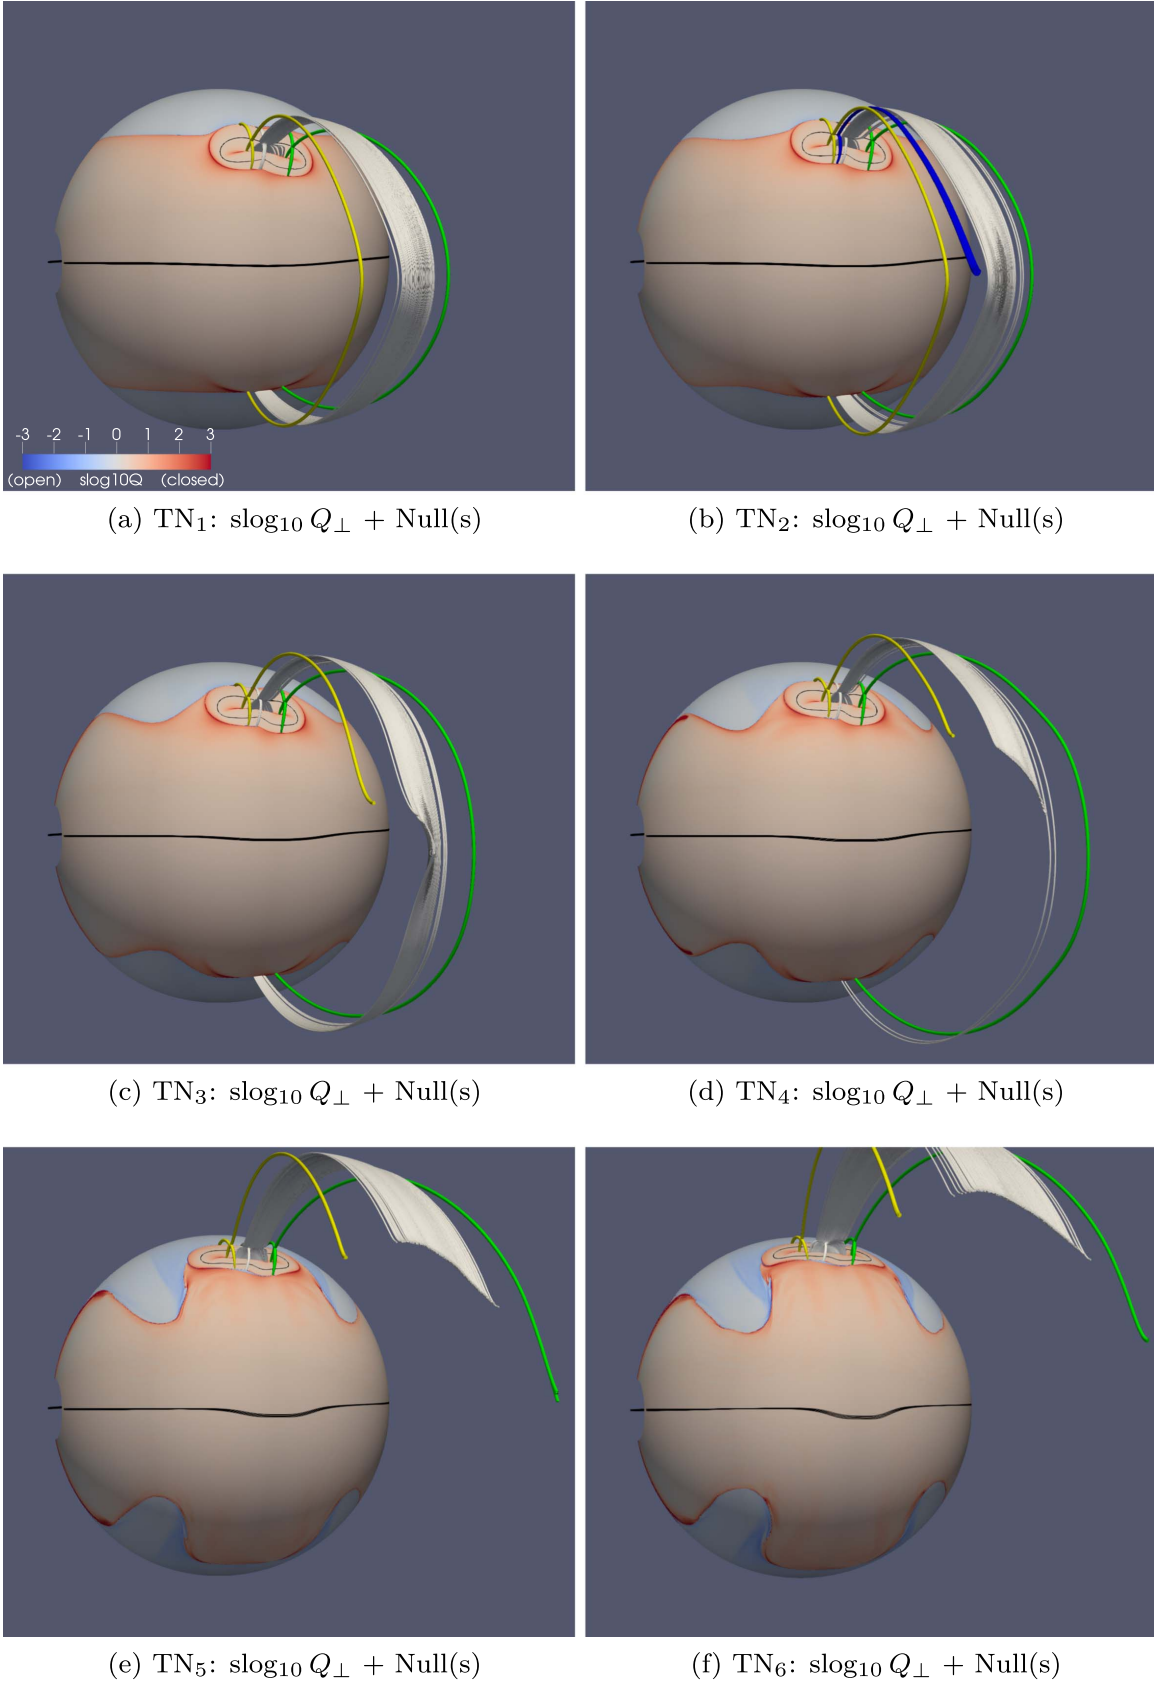 -3 -2 -1 0 1 2 3
(open) slog10Q (closed)
(a) TN₁: slog₁₀ Q⊥ + Null(s)
(b) TN₂: slog₁₀ Q⊥ + Null(s)
(c) TN₃: slog₁₀ Q⊥ + Null(s)
(d) TN₄: slog₁₀ Q⊥ + Null(s)
(e) TN₅: slog₁₀ Q⊥ + Null(s)
(f) TN₆: slog₁₀ Q⊥ + Null(s)